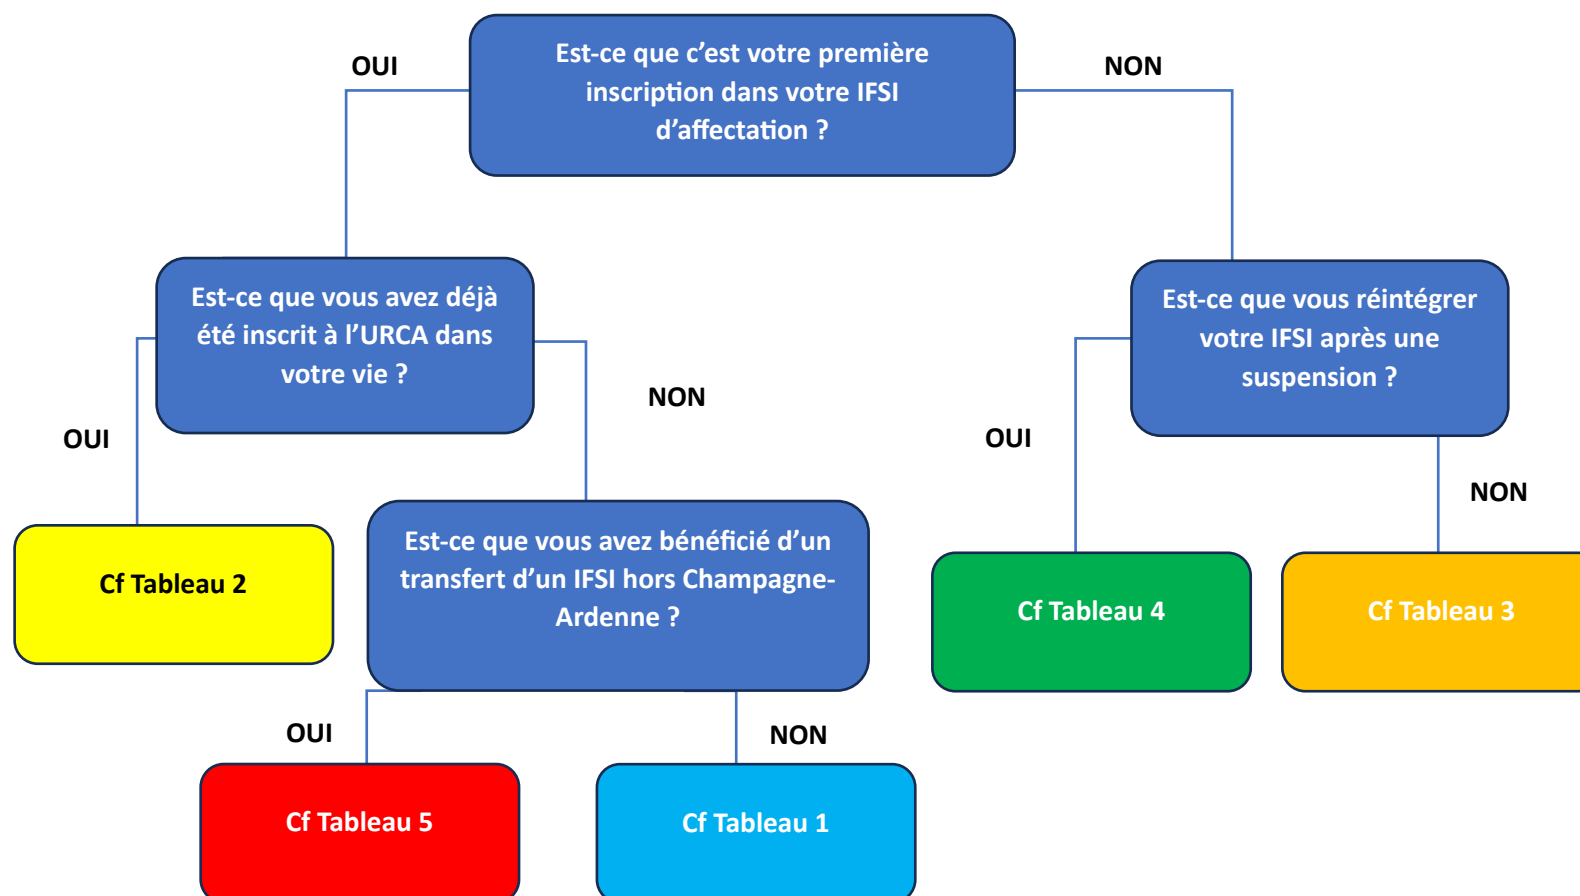 Est-ce que c’est votre première
inscription dans votre IFSI
d’affectation ?
OUI
NON
Est-ce que vous avez déjà
été inscrit à l’URCA dans
votre vie ?
Est-ce que vous réintégrer
votre IFSI après une
suspension ?
OUI
NON
OUI
NON
Cf Tableau 2
Est-ce que vous avez bénéficié d’un
transfert d’un IFSI hors Champagne-
Ardenne ?
Cf Tableau 4
Cf Tableau 3
OUI
NON
Cf Tableau 5
Cf Tableau 1